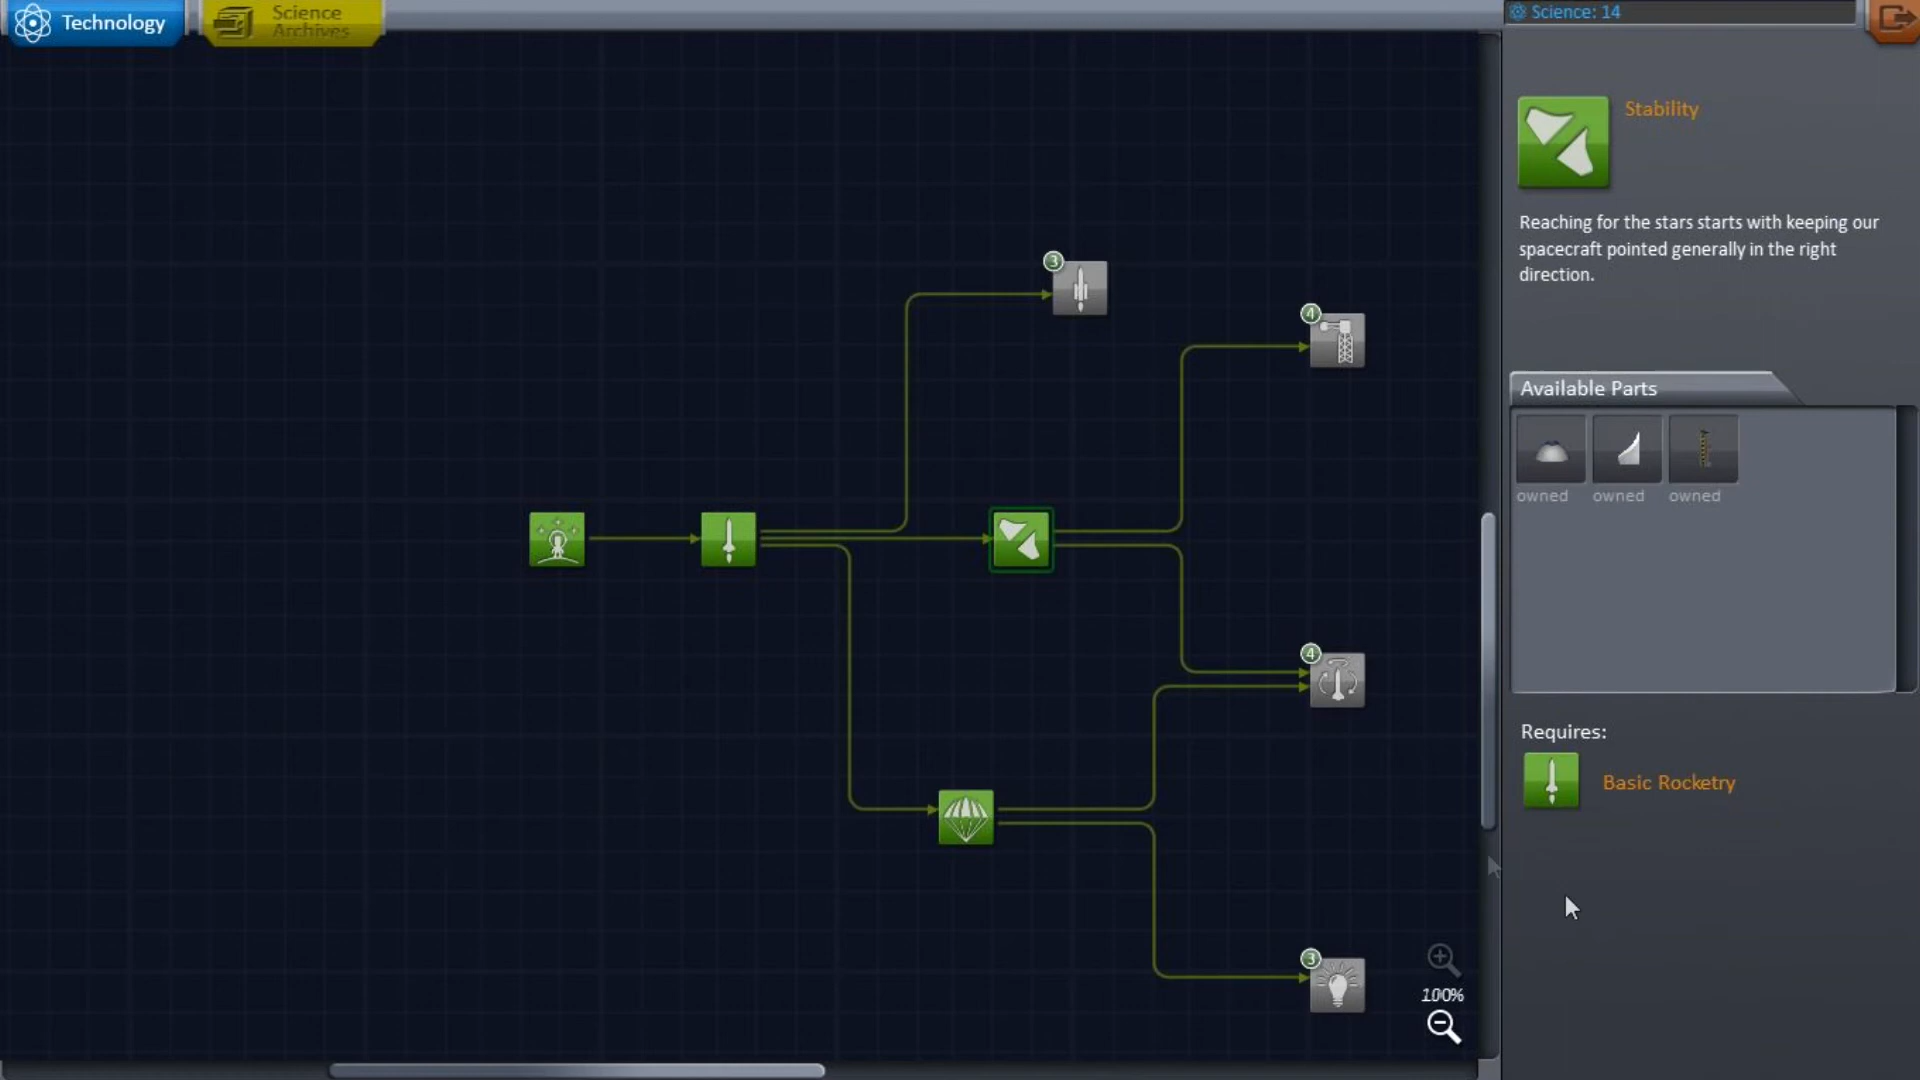 Technology
Science
Archives
Science: 14
Stability
Reaching for the stars starts with keeping our
spacecraft pointed generally in the right
direction.
3
4
Available Parts
owned owned owned
4
Requires:
Basic Rocketry
3
100%